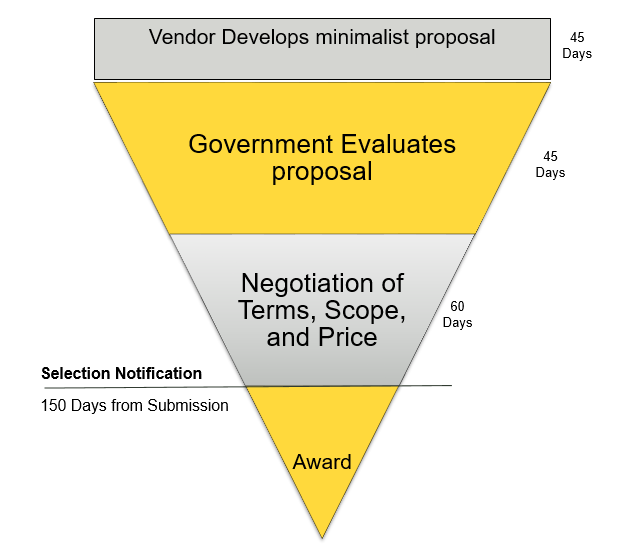 Vendor Develops minimalist proposal
45
Days
Government Evaluates
proposal
45
Days
Negotiation of
Terms, Scope,
and Price
60
Days
Selection Notification
150 Days from Submission
Award